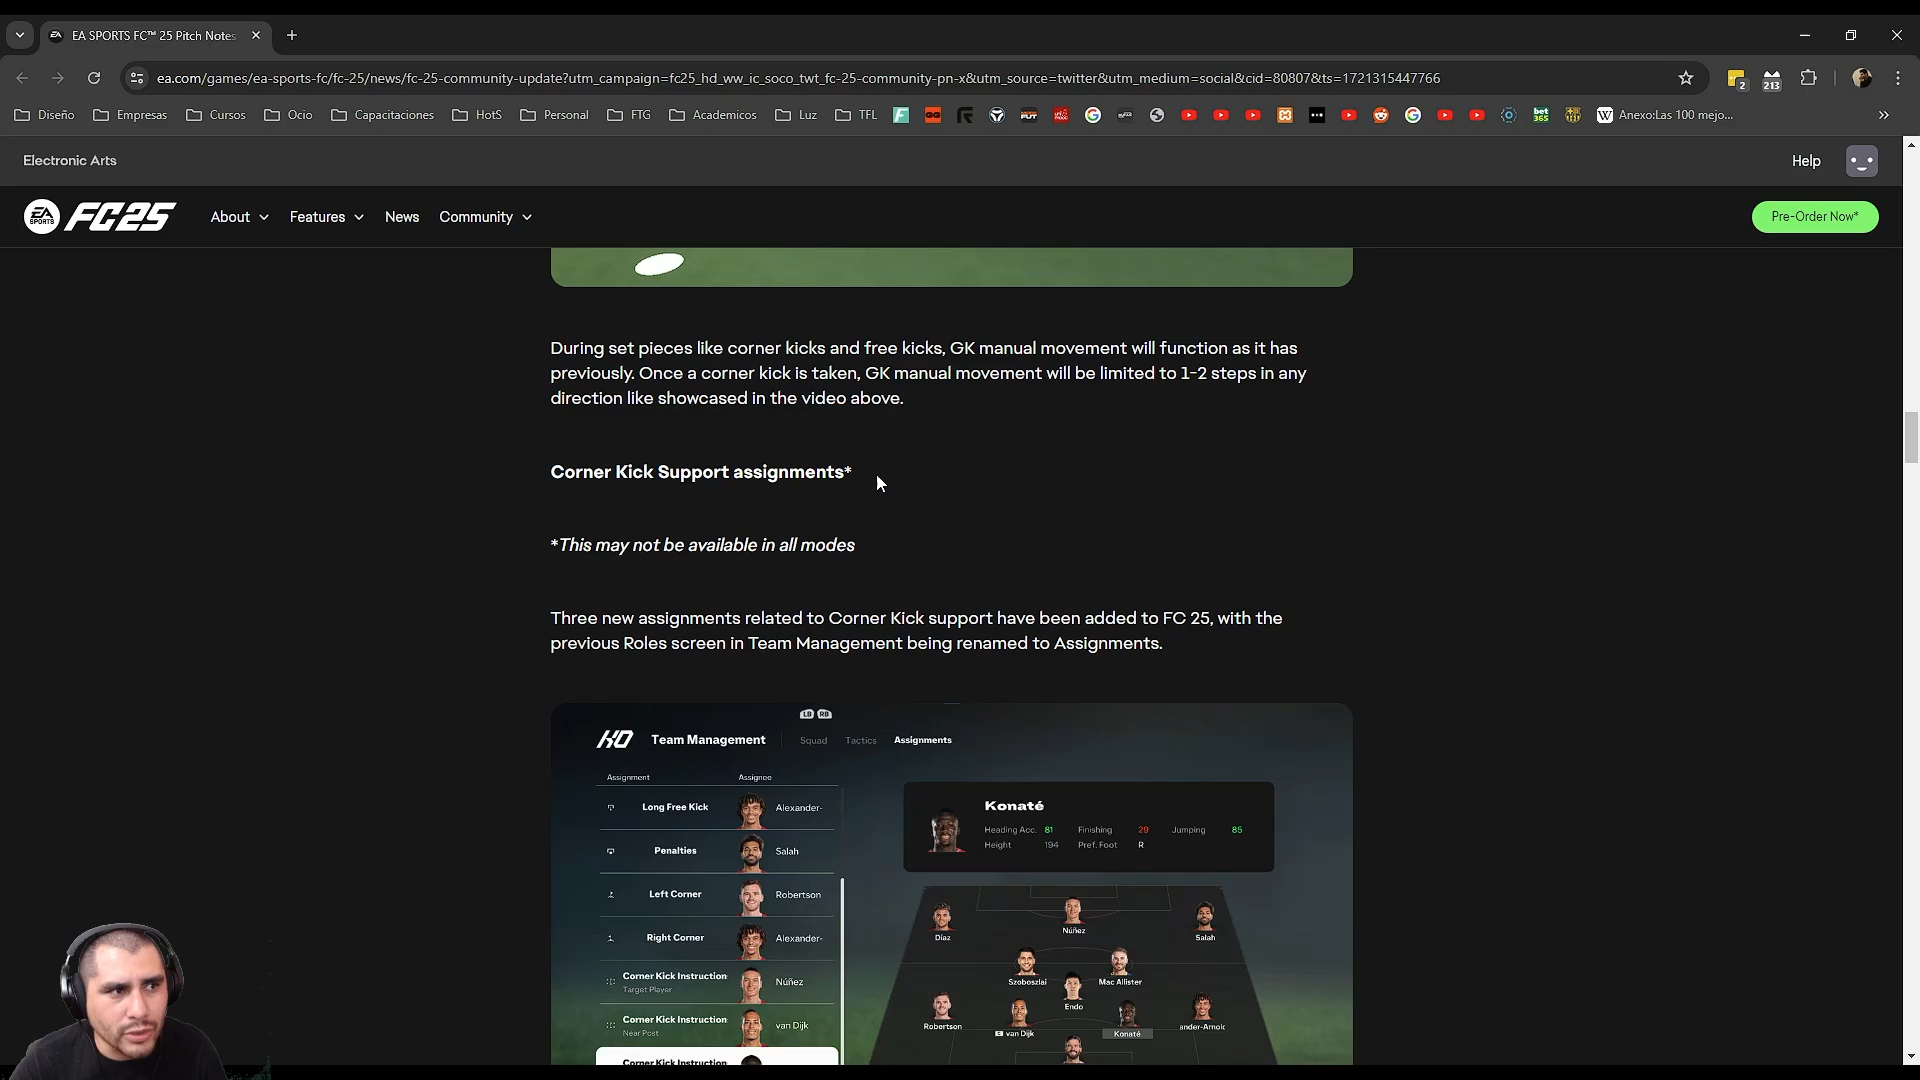 EA SPORTS FC™ 25 Pitch Notes
ea.com/games/ea-sports-fc/fc-25/news/fc-25-community-update?utm_campaign=fc25_hd_ww_ic_soco_twt_fc-25-community-pn-x&utm_source=twitter&utm_medium=social&cid=80807&ts=1721315447766
2
213
Diseño
Empresas
Cursos
Ocio
Capacitaciones
HotS
Personal
FTG
Academicos
Luz
TFL
bet365
Anexo:Las 100 mejo...
Electronic Arts
Help
EA SPORTS FC25
About
Features
News
Community
Pre-Order Now*
During set pieces like corner kicks and free kicks, GK manual movement will function as it has
previously. Once a corner kick is taken, GK manual movement will be limited to 1-2 steps in any
direction like showcased in the video above.
Corner Kick Support assignments*
*This may not be available in all modes
Three new assignments related to Corner Kick support have been added to FC 25, with the
previous Roles screen in Team Management being renamed to Assignments.
LB RB
KO Team Management Squad Tactics Assignments
Assignment Assignee
Long Free Kick Alexander-
Penalties Salah
Left Corner Robertson
Right Corner Alexander-
Corner Kick Instruction
Target Player
Núñez
Corner Kick Instruction
Near Post
van Dijk
Corner Kick Instruction
Konaté
Heading Acc. 81 Finishing 29 Jumping 85
Height 194 Pref. Foot R
Díaz
Núñez
Salah
Szoboszlai
Mac Allister
Endo
Robertson
van Dijk
Konaté
ander-Arnolc